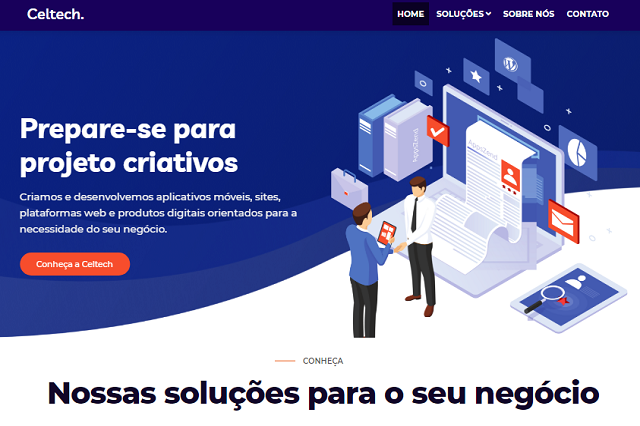 Celtech.
HOME
SOLUÇÕES
SOBRE NÓS
CONTATO
Prepare-se para
projeto criativos
Criamos e desenvolvemos aplicativos móveis, sites,
plataformas web e produtos digitais orientados para a
necessidade do seu negócio.
Conheça a Celtech
CONHEÇA
Nossas soluções para o seu negócio